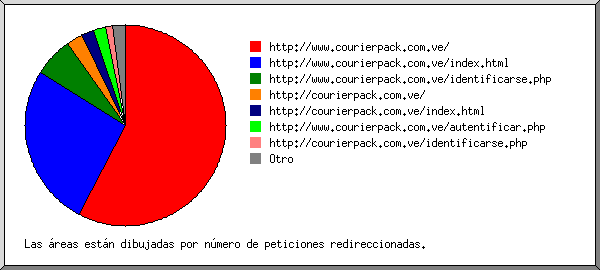 http://www.courierpack.com.ve/
http://www.courierpack.com.ve/index.html
http://www.courierpack.com.ve/identificarse.php
http://courierpack.com.ve/
http://courierpack.com.ve/index.html
http://www.courierpack.com.ve/autentificar.php
http://courierpack.com.ve/identificarse.php
Otro
Las áreas están dibujadas por número de peticiones redireccionadas.